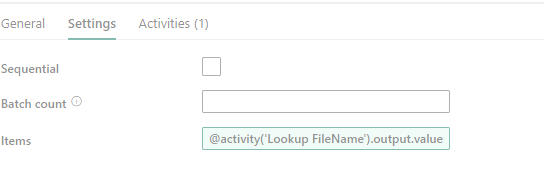 General Settings Activities (1)
Sequential
Batch count
Items @activity('Lookup FileName').output.value